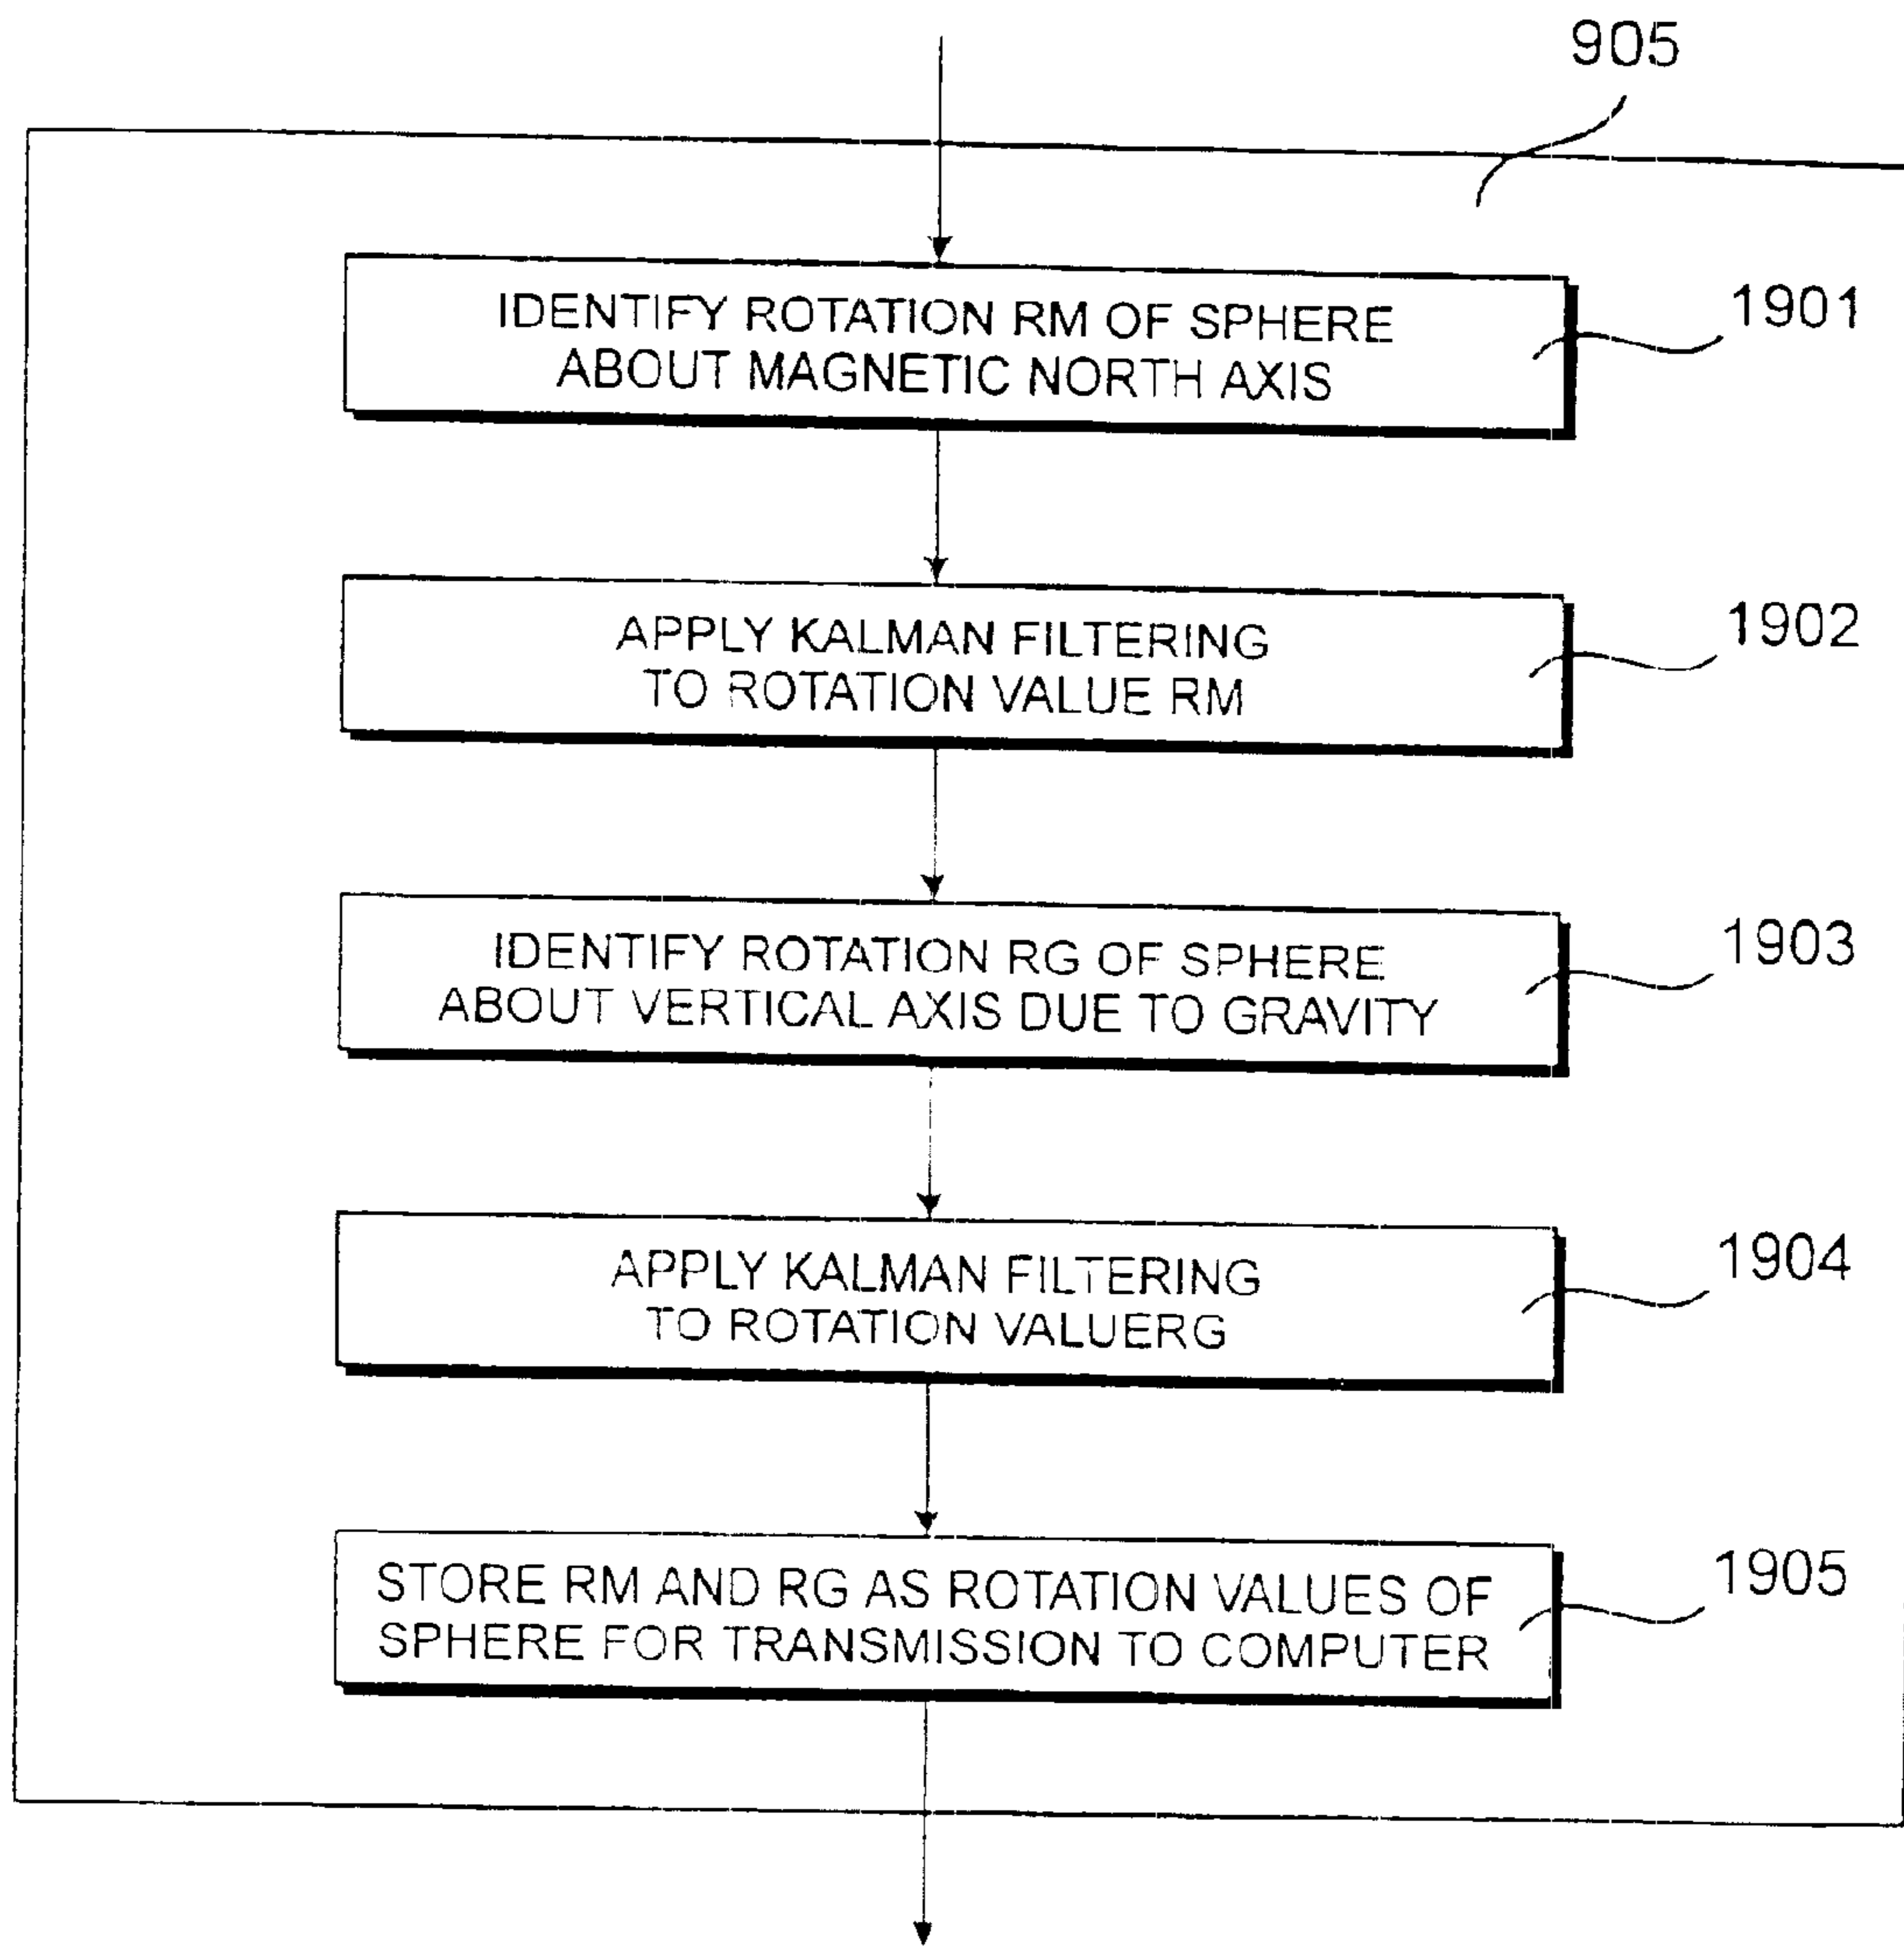 905
IDENTIFY ROTATION RM OF SPHERE
ABOUT MAGNETIC NORTH AXIS
1901
APPLY KALMAN FILTERING
TO ROTATION VALUE RM
1902
IDENTIFY ROTATION RG OF SPHERE
ABOUT VERTICAL AXIS DUE TO GRAVITY
1903
APPLY KALMAN FILTERING
TO ROTATION VALUERG
1904
STORE RM AND RG AS ROTATION VALUES OF
SPHERE FOR TRANSMISSION TO COMPUTER
1905